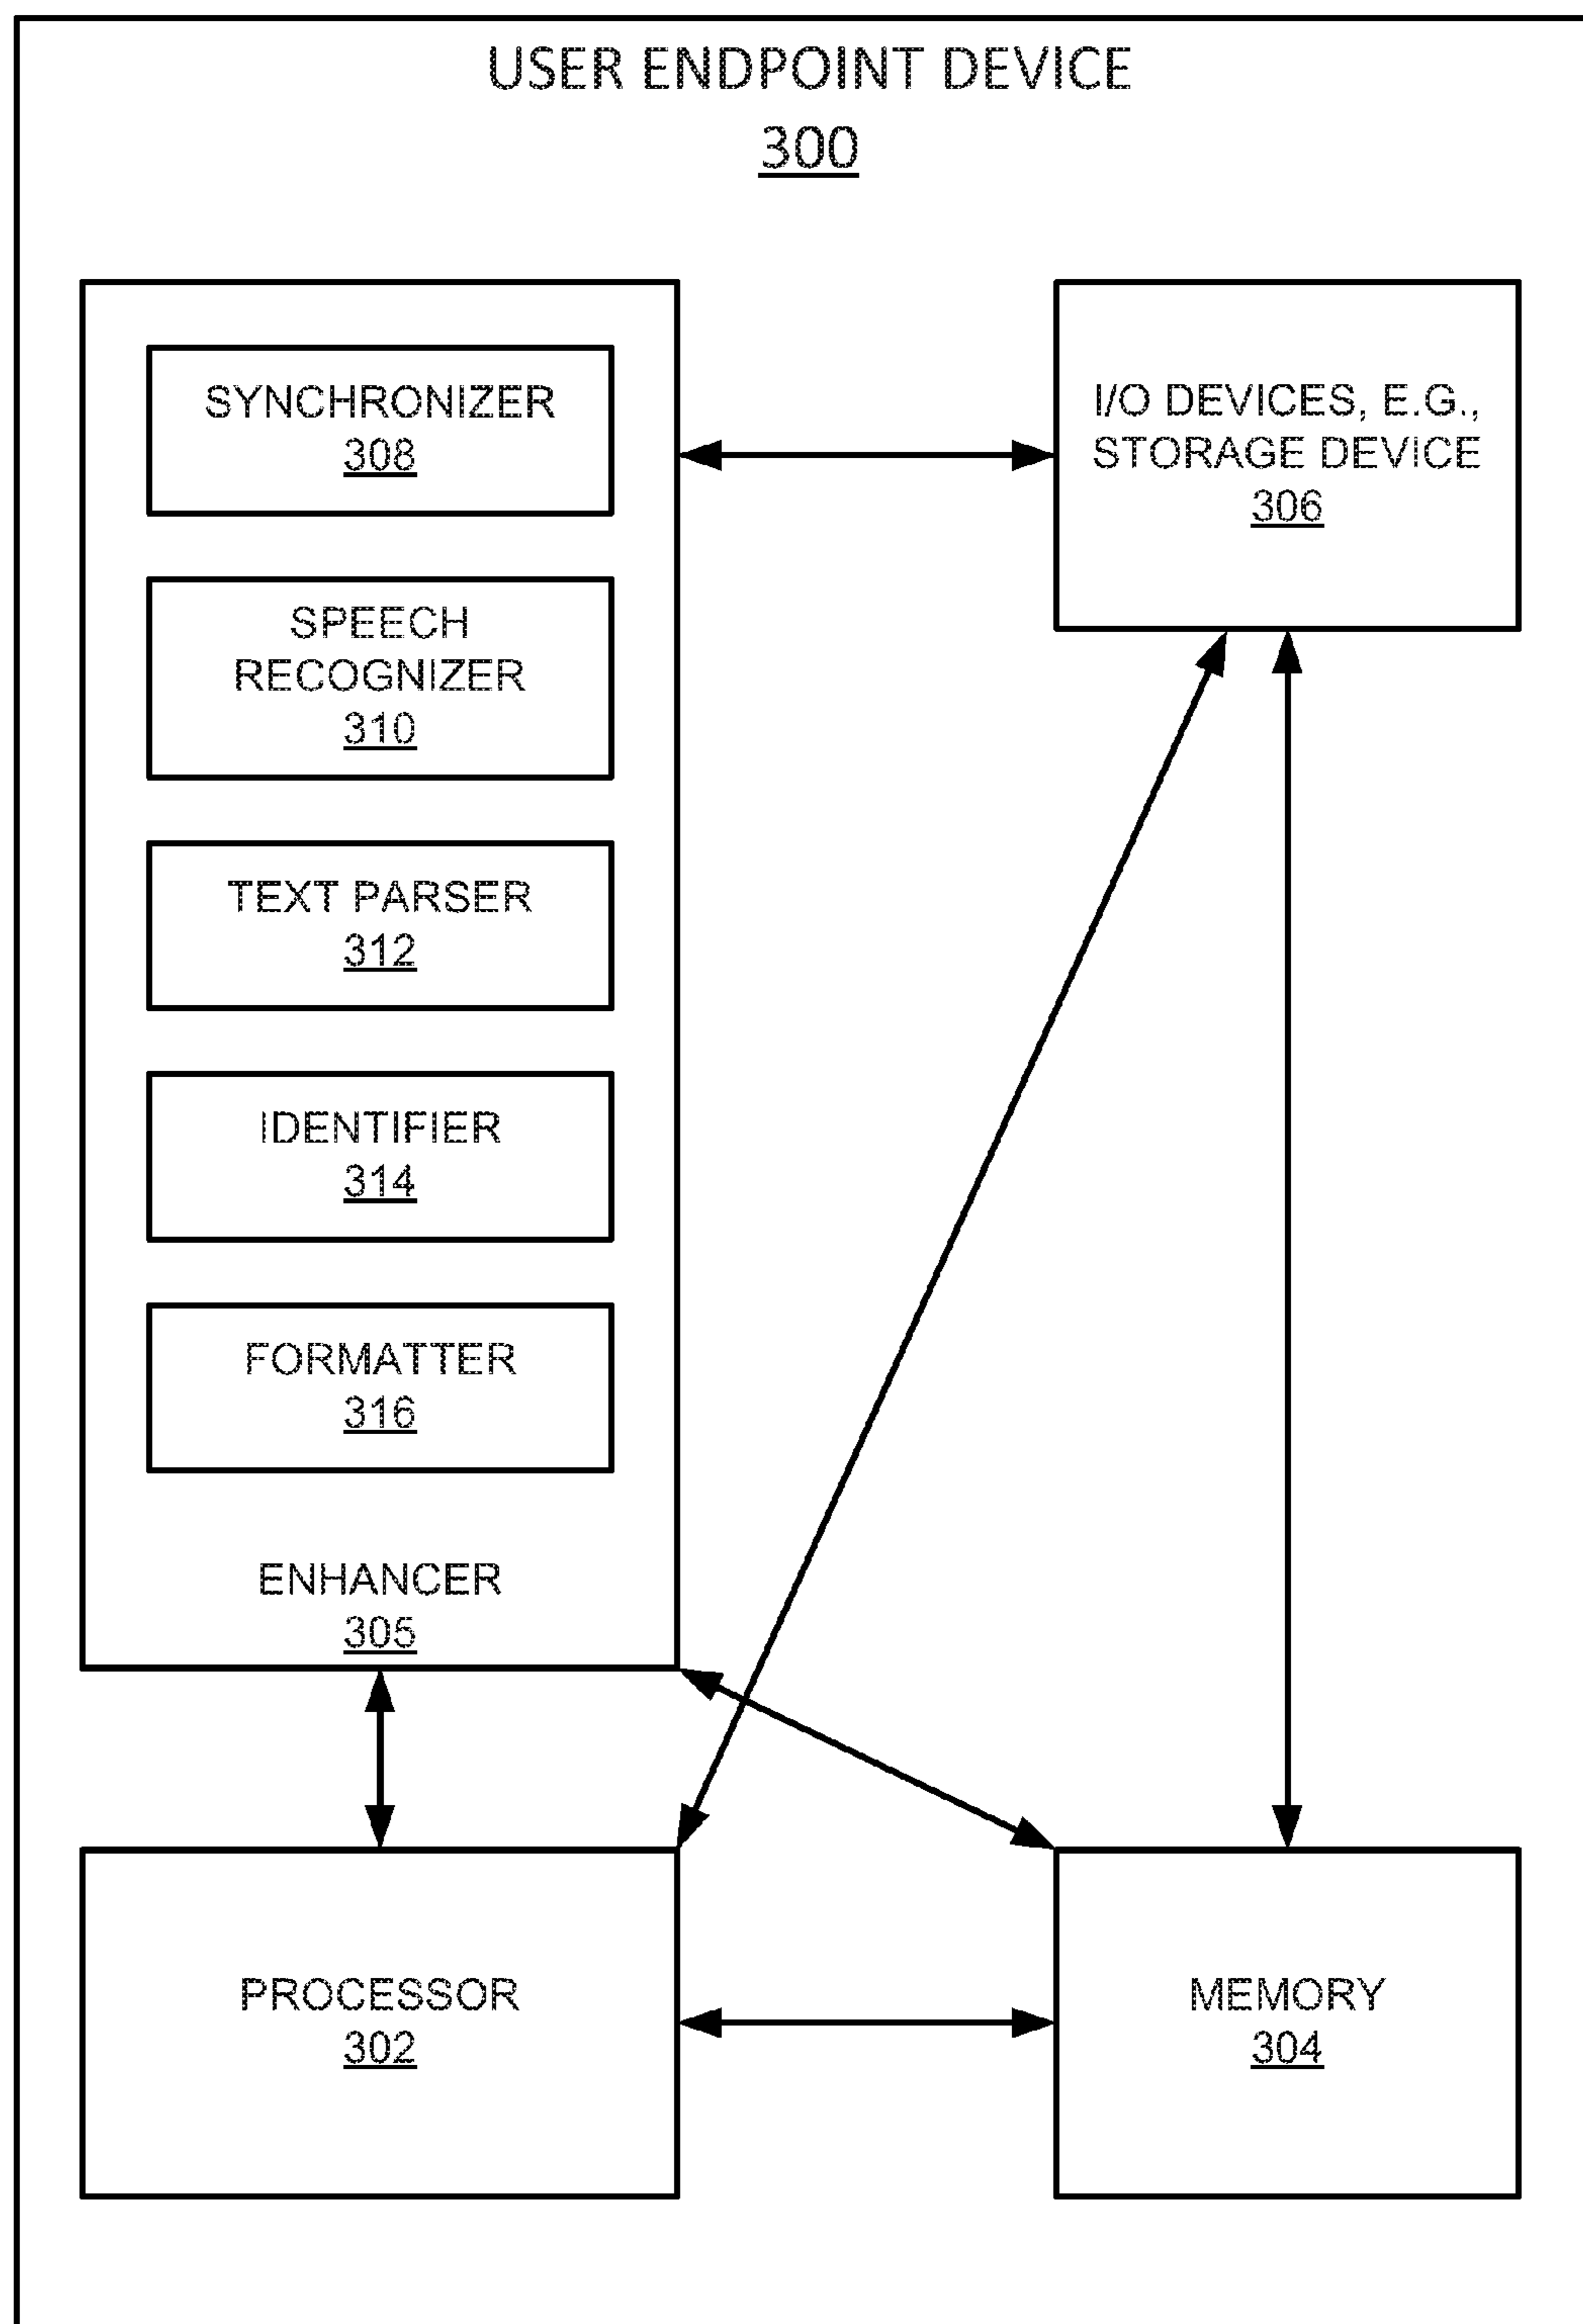 USER ENDPOINT DEVICE
300
SYNCHRONIZER
308
SPEECH
RECOGNIZER
310
TEXT PARSER
312
IDENTIFIER
314
FORMATTER
316
ENHANCER
305
I/O DEVICES, E.G.,
STORAGE DEVICE
306
PROCESSOR
302
MEMORY
304